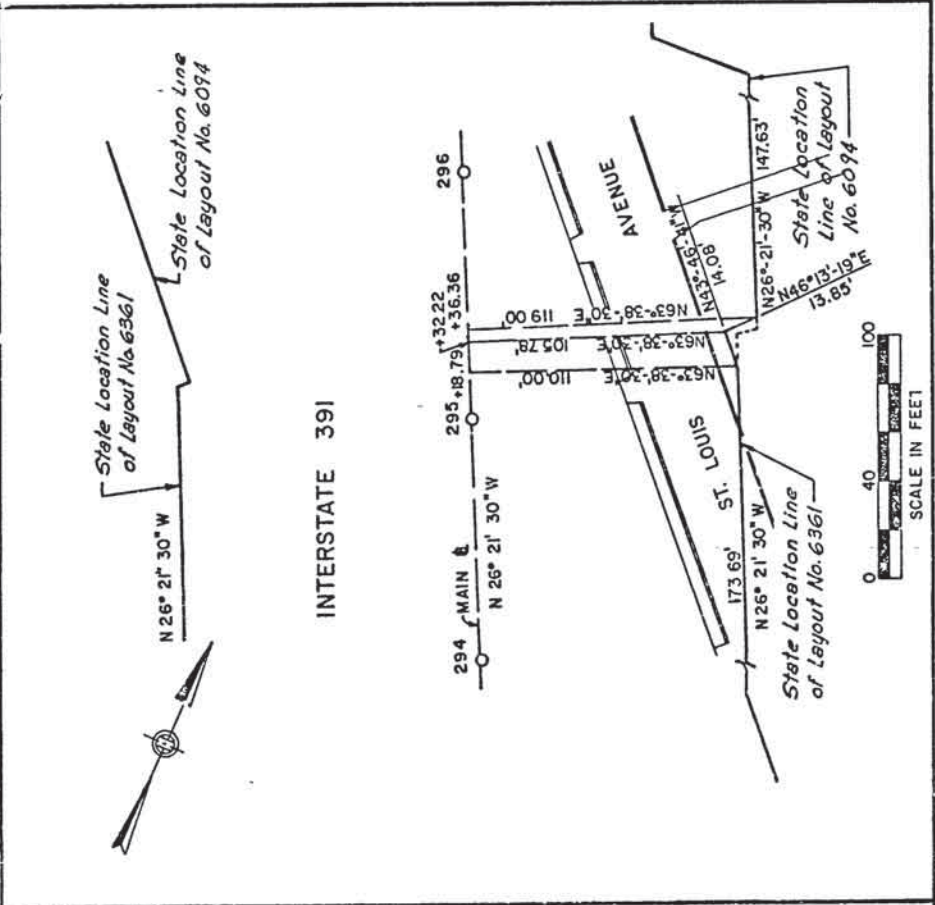 State Location Line
of Layout No. 6361
State Location Line
of Layout No. 6094
N 26° 21' 30" W
INTERSTATE 391
294
MAIN ℄
N 26° 21' 30" W
295
+18.79
+32.22
+36.36
296
110.00'
N63°-38'-30"E
105.78'
N63°-38'-30"E
119.00'
N63°-38'-30"E
ST. LOUIS
AVENUE
N43°-46'-41"W
14.08'
173.69'
N 26° 21' 30" W
N26°-21'-30"W
147.63'
N46°13'-19"E
13.85'
State Location Line
of Layout No. 6361
State Location
Line of Layout
No. 6094
0
40
100
SCALE IN FEET